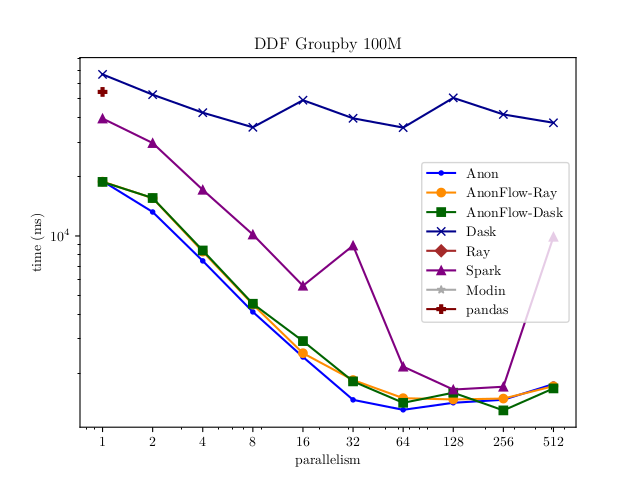 DDF Groupby 100M
time (ms)
10^4
Anon
AnonFlow-Ray
AnonFlow-Dask
Dask
Ray
Spark
Modin
pandas
1 2 4 8 16 32 64 128 256 512
parallelism